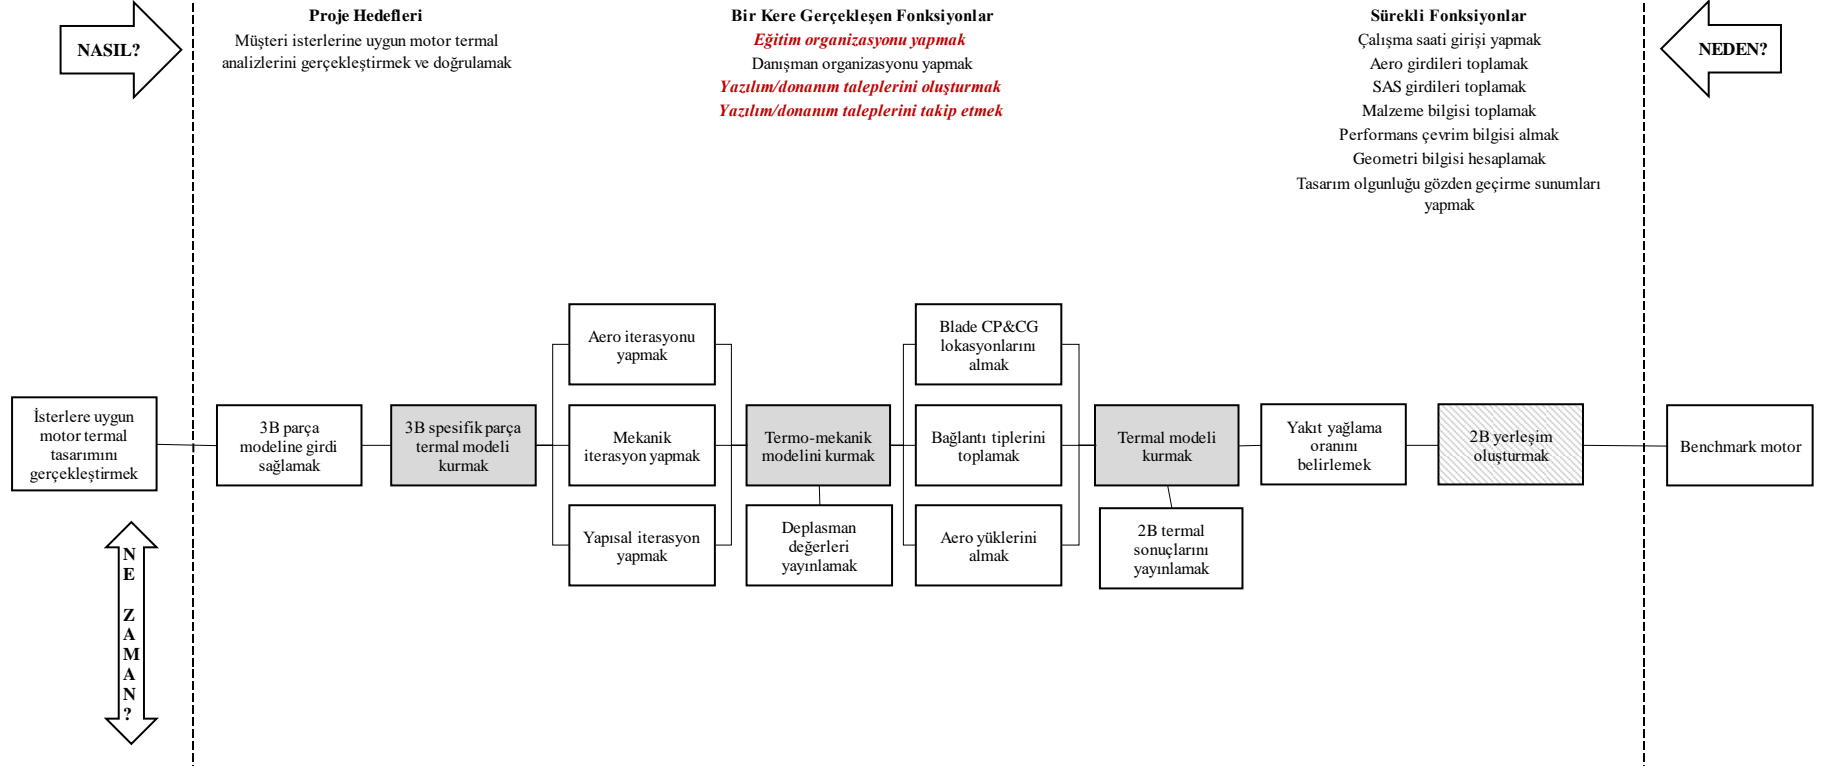 NASIL?
Proje Hedefleri
Müşteri isterlerine uygun motor termal
analizlerini gerçekleştirmek ve doğrulamak
Bir Kere Gerçekleşen Fonksiyonlar
Eğitim organizasyonu yapmak
Danışman organizasyonu yapmak
Yazılım/donanım taleplerini oluşturmak
Yazılım/donanım taleplerini takip etmek
Sürekli Fonksiyonlar
Çalışma saati girişi yapmak
Aero girdileri toplamak
SAS girdileri toplamak
Malzeme bilgisi toplamak
Performans çevrim bilgisi almak
Geometri bilgisi hesaplamak
Tasarım olgunluğu gözden geçirme sunumları
yapmak
NEDEN?
İsterlere uygun
motor termal
tasarımını
gerçekleştirmek
3B parça
modeline girdi
sağlamak
3B spesifik parça
termal modeli
kurmak
Aero iterasyonu
yapmak
Mekanik
iterasyon yapmak
Yapısal iterasyon
yapmak
Termo-mekanik
modelini kurmak
Deplasman
değerleri
yayınlamak
Blade CP&CG
lokasyonlarını
almak
Bağlantı tiplerini
toplamak
Aero yüklerini
almak
Termal modeli
kurmak
2B termal
sonuçlarını
yayınlamak
Yakıt yağlama
oranını
belirlemek
2B yerleşim
oluşturmak
Benchmark motor
N
E
Z
A
M
A
N
?